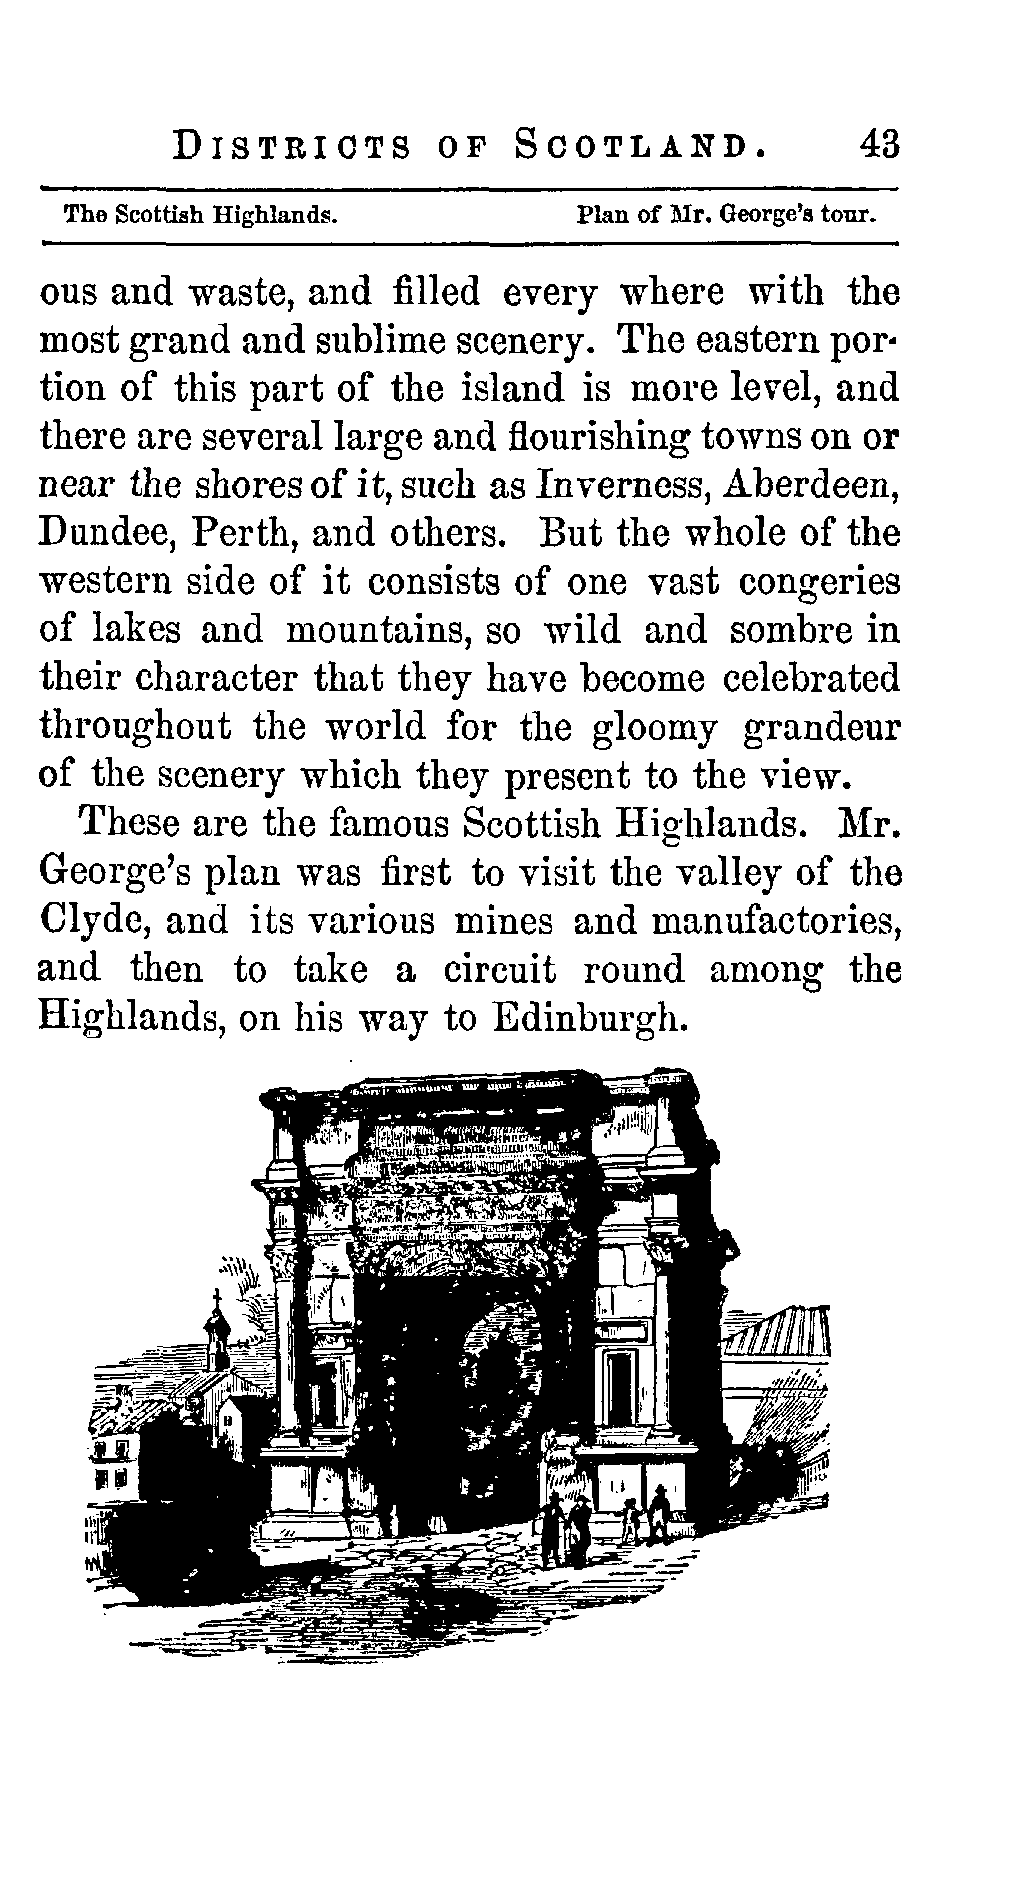 DISTRICTS OF SCOTLAND. 43
The Scottish Highlands. Plan of Mr. George's tour.
ous and waste, and filled every where with the
most grand and sublime scenery. The eastern por-
tion of this part of the island is more level, and
there are several large and flourishing towns on or
near the shores of it, such as Inverness, Aberdeen,
Dundee, Perth, and others. But the whole of the
western side of it consists of one vast congeries
of lakes and mountains, so wild and sombre in
their character that they have become celebrated
throughout the world for the gloomy grandeur
of the scenery which they present to the view.
These are the famous Scottish Highlands. Mr.
George's plan was first to visit the valley of the
Clyde, and its various mines and manufactories,
and then to take a circuit round among the
Highlands, on his way to Edinburgh.